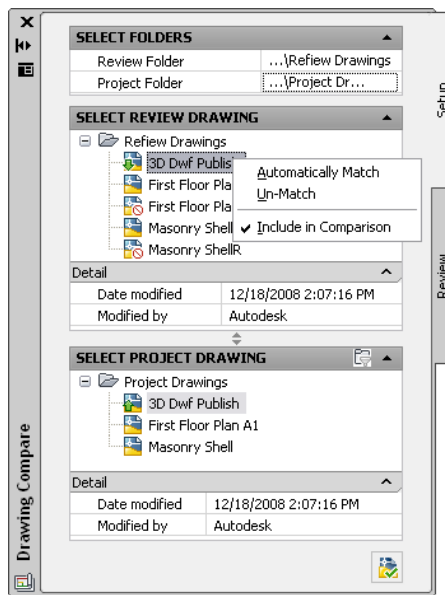 SELECT FOLDERS
Review Folder ...\Refiew Drawings
Project Folder ...\Project Dr...
Setup
SELECT REVIEW DRAWING
Refiew Drawings
3D Dwf Publish
First Floor Pla
First Floor Pla
Masonry Shell
Masonry ShellR
Automatically Match
Un-Match
Include in Comparison
Review
Detail
Date modified 12/18/2008 2:07:16 PM
Modified by Autodesk
SELECT PROJECT DRAWING
Project Drawings
3D Dwf Publish
First Floor Plan A1
Masonry Shell
Detail
Date modified 12/18/2008 2:07:16 PM
Modified by Autodesk
Drawing Compare